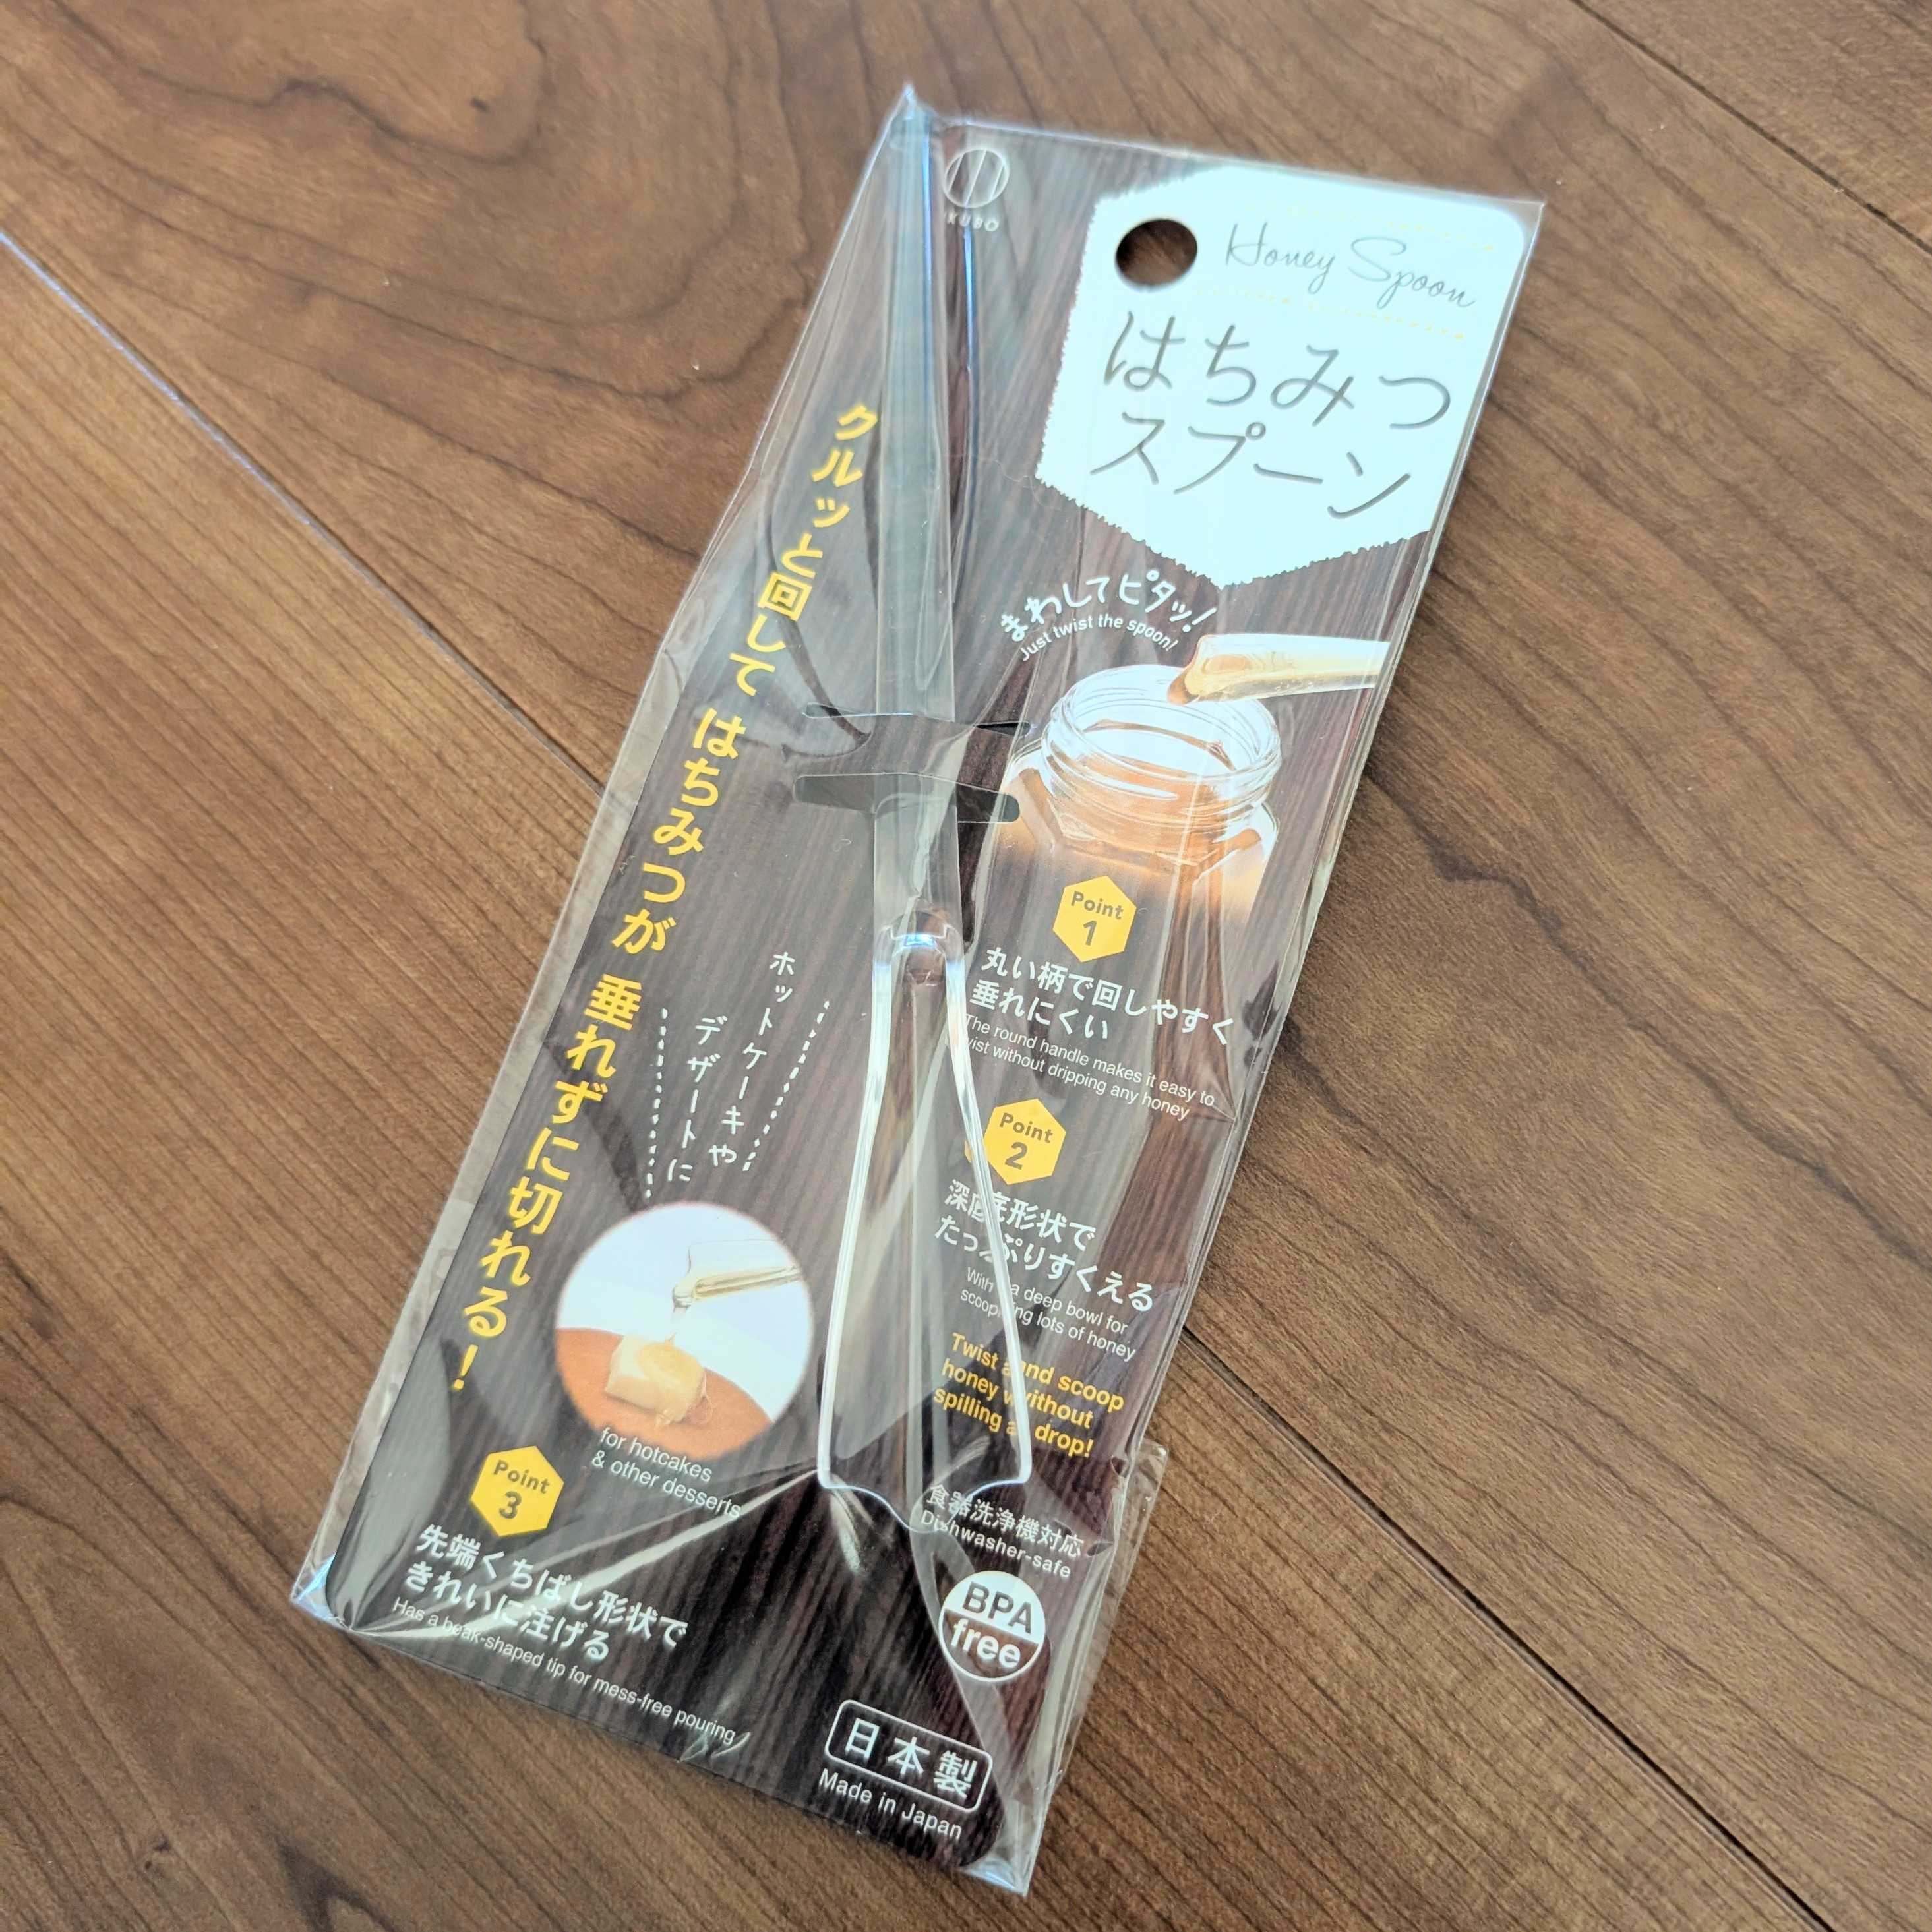 KUBO
Honey Spoon
はちみつ
スプーン
クルッと回して はちみつが 垂れずに切れる!
まわしてピタッ!
Just twist the spoon!
Point
1
丸い柄で回しやすく
垂れにくい
The round handle makes it easy to
twist without dripping any honey
Point
2
深底形状で
たっぷりすくえる
With a deep bowl for
scooping lots of honey
Twist and scoop
honey without
spilling a drop!
ホットケーキや
デザートに
for hotcakes
& other desserts
Point
3
先端くちばし形状で
きれいに注げる
Has a beak-shaped tip for mess-free pouring
食器洗浄機対応
Dishwasher-safe
BPA
free
日本製
Made in Japan